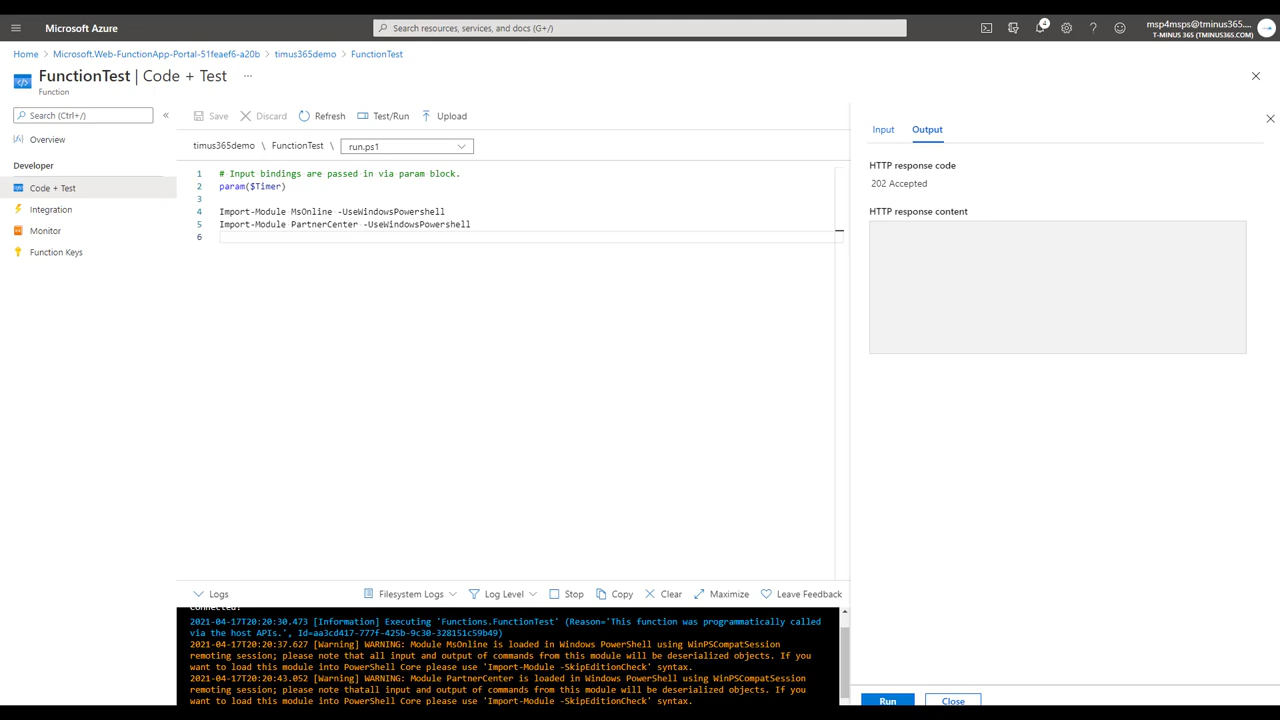 Microsoft Azure
Search resources, services, and docs (G+/)
4
msp4msps@tminus365....
T-MINUS 365 (TMINUS365.COM)
Home > Microsoft.Web-FunctionApp-Portal-51feaef6-a20b > timus365demo > FunctionTest
FunctionTest | Code + Test ...
Function
Search (Ctrl+/)
«
Overview
Developer
Code + Test
Integration
Monitor
Function Keys
Save Discard Refresh Test/Run Upload
timus365demo \ FunctionTest \ run.ps1
1 # Input bindings are passed in via param block.
2 param($Timer)
3
4 Import-Module MsOnline -UseWindowsPowershell
5 Import-Module PartnerCenter -UseWindowsPowershell
6
Input Output
HTTP response code
202 Accepted
HTTP response content
Logs Filesystem Logs Log Level Stop Copy Clear Maximize Leave Feedback
Connected!
2021-04-17T20:20:30.473 [Information] Executing 'Functions.FunctionTest' (Reason='This function was programmatically called
via the host APIs.', Id=aa3cd417-777f-425b-9c30-328151c59b49)
2021-04-17T20:20:37.627 [Warning] WARNING: Module MsOnline is loaded in Windows PowerShell using WinPSCompatSession
remoting session; please note that all input and output of commands from this module will be deserialized objects. If you
want to load this module into PowerShell Core please use 'Import-Module -SkipEditionCheck' syntax.
2021-04-17T20:20:43.052 [Warning] WARNING: Module PartnerCenter is loaded in Windows PowerShell using WinPSCompatSession
remoting session; please note thatall input and output of commands from this module will be deserialized objects. If you
want to load this module into PowerShell Core please use 'Import-Module -SkipEditionCheck' syntax.
Run Close